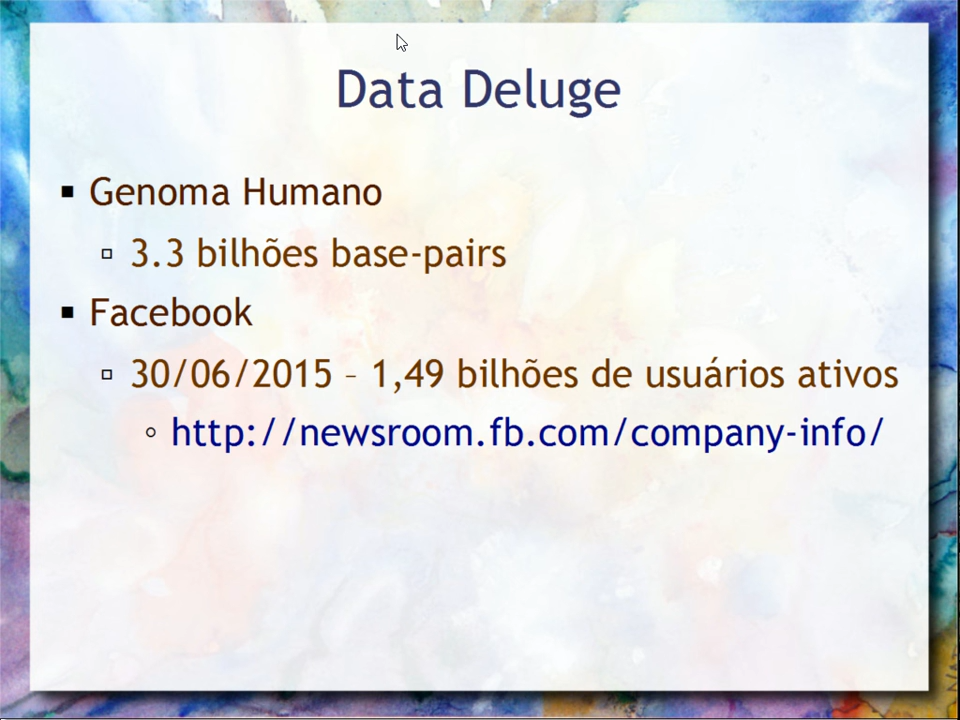 Data Deluge
Genoma Humano
3.3 bilhões base-pairs
Facebook
30/06/2015 – 1,49 bilhões de usuários ativos
http://newsroom.fb.com/company-info/